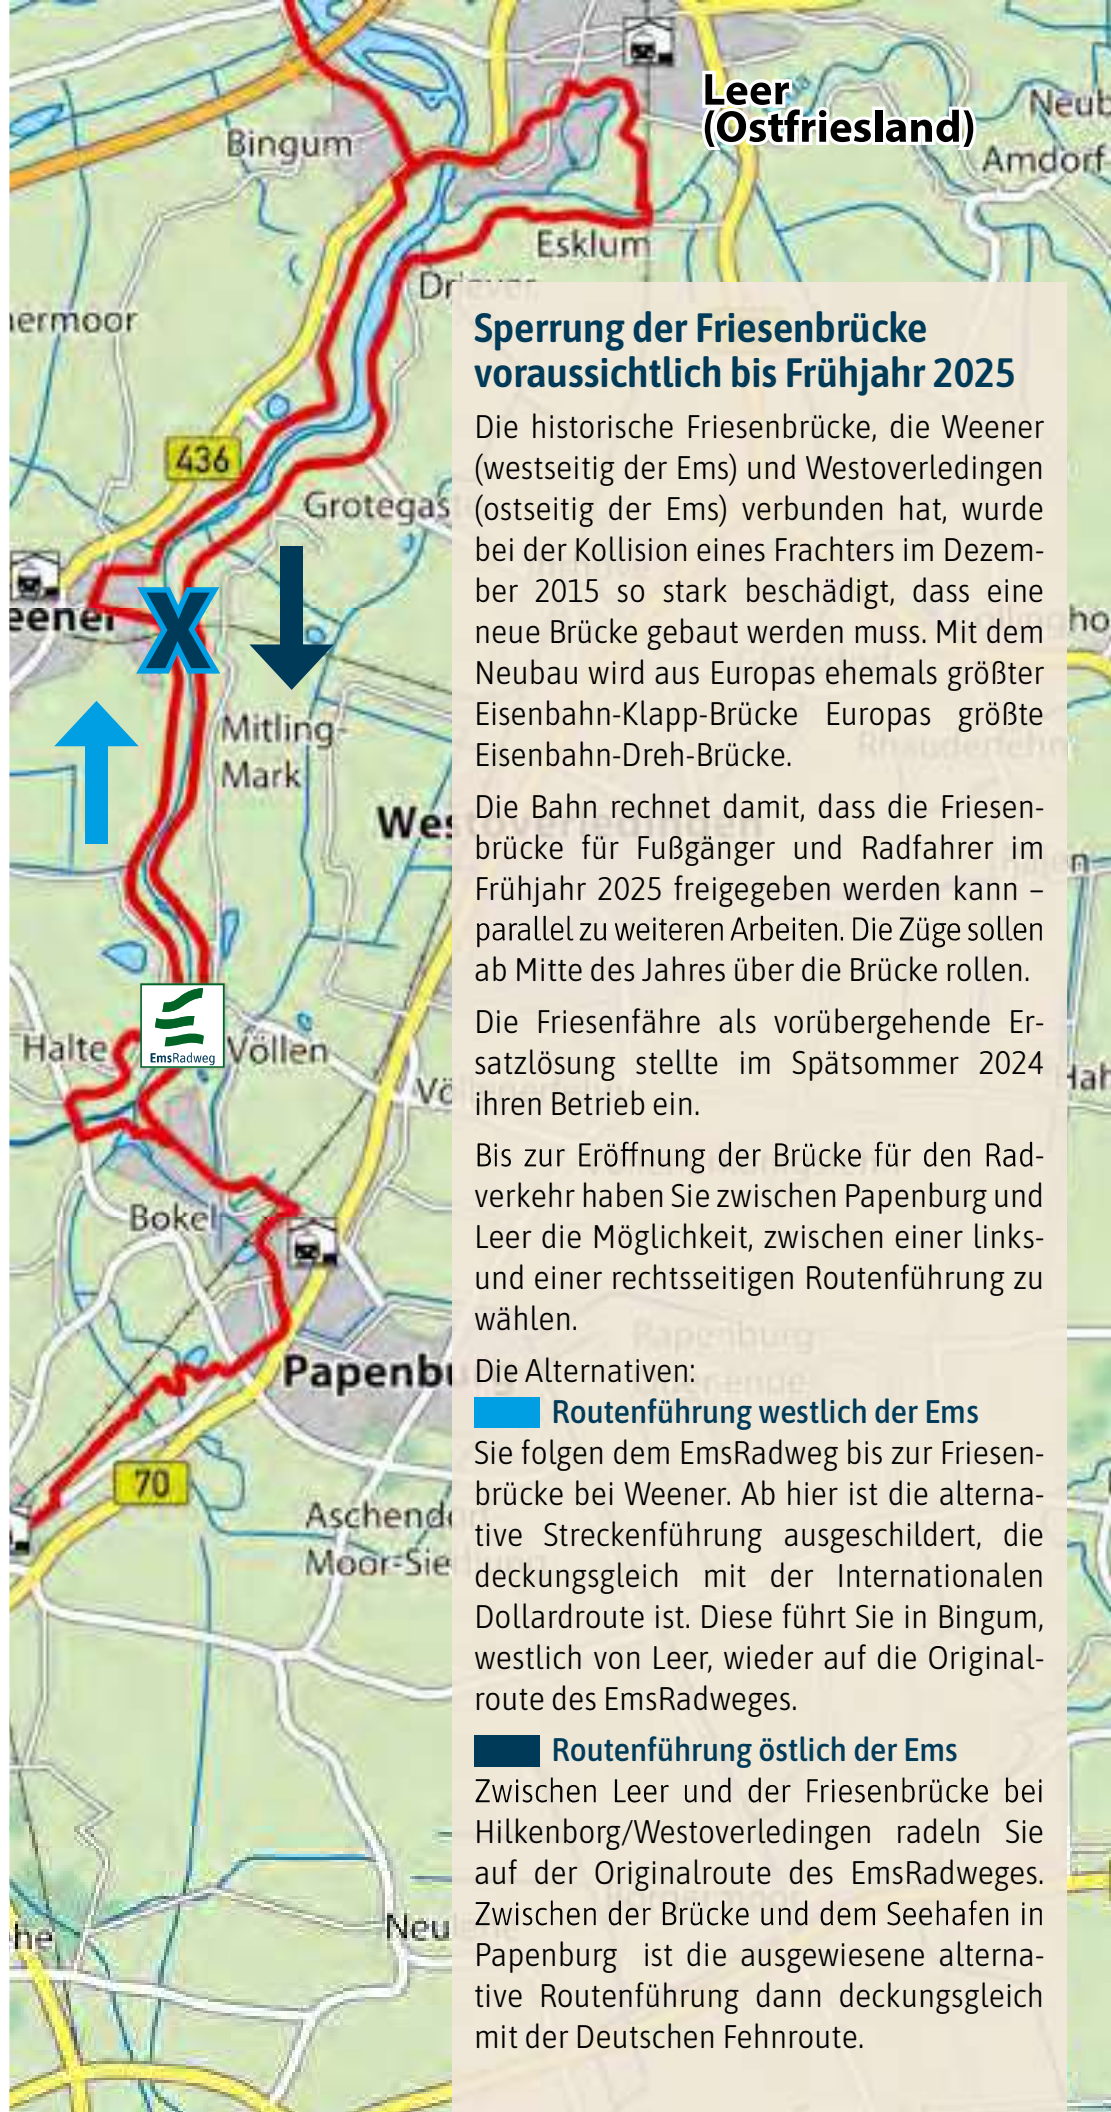 Leer
(Ostfriesland)
Neub
Amdorf
Bingum
Esklum
Driever
ermoor
436
Grotegas
eener
X
Mitling-
Mark
Wes
Halte
EmsRadweg
Völlen
Vö
Bokel
Papenbu
70
Aschendo
Moor-Sie
Neu
he
ho
n
Hah
Sperrung der Friesenbrücke
voraussichtlich bis Frühjahr 2025
Die historische Friesenbrücke, die Weener
(westseitig der Ems) und Westoverledingen
(ostseitig der Ems) verbunden hat, wurde
bei der Kollision eines Frachters im Dezem-
ber 2015 so stark beschädigt, dass eine
neue Brücke gebaut werden muss. Mit dem
Neubau wird aus Europas ehemals größter
Eisenbahn-Klapp-Brücke Europas größte
Eisenbahn-Dreh-Brücke.
Die Bahn rechnet damit, dass die Friesen-
brücke für Fußgänger und Radfahrer im
Frühjahr 2025 freigegeben werden kann –
parallel zu weiteren Arbeiten. Die Züge sollen
ab Mitte des Jahres über die Brücke rollen.
Die Friesenfähre als vorübergehende Er-
satzlösung stellte im Spätsommer 2024
ihren Betrieb ein.
Bis zur Eröffnung der Brücke für den Rad-
verkehr haben Sie zwischen Papenburg und
Leer die Möglichkeit, zwischen einer links-
und einer rechtsseitigen Routenführung zu
wählen.
Die Alternativen:
Routenführung westlich der Ems
Sie folgen dem EmsRadweg bis zur Friesen-
brücke bei Weener. Ab hier ist die alterna-
tive Streckenführung ausgeschildert, die
deckungsgleich mit der Internationalen
Dollardroute ist. Diese führt Sie in Bingum,
westlich von Leer, wieder auf die Original-
route des EmsRadweges.
Routenführung östlich der Ems
Zwischen Leer und der Friesenbrücke bei
Hilkenborg/Westoverledingen radeln Sie
auf der Originalroute des EmsRadweges.
Zwischen der Brücke und dem Seehafen in
Papenburg ist die ausgewiesene alterna-
tive Routenführung dann deckungsgleich
mit der Deutschen Fehnroute.